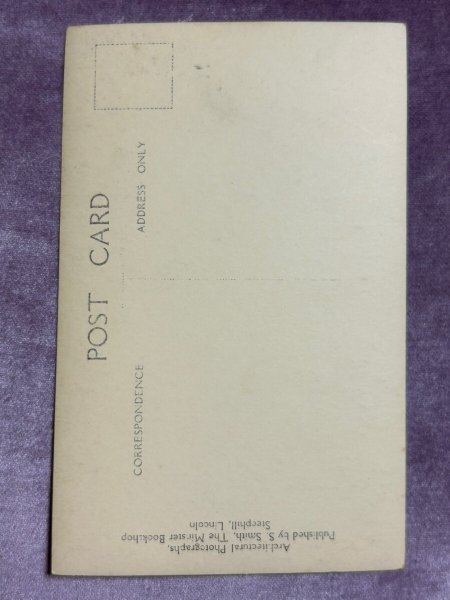 POST CARD
CORRESPONDENCE
ADDRESS ONLY
Architectural Photographs,
Published by S. Smith, The Minster Bookshop
Steephill, Lincoln